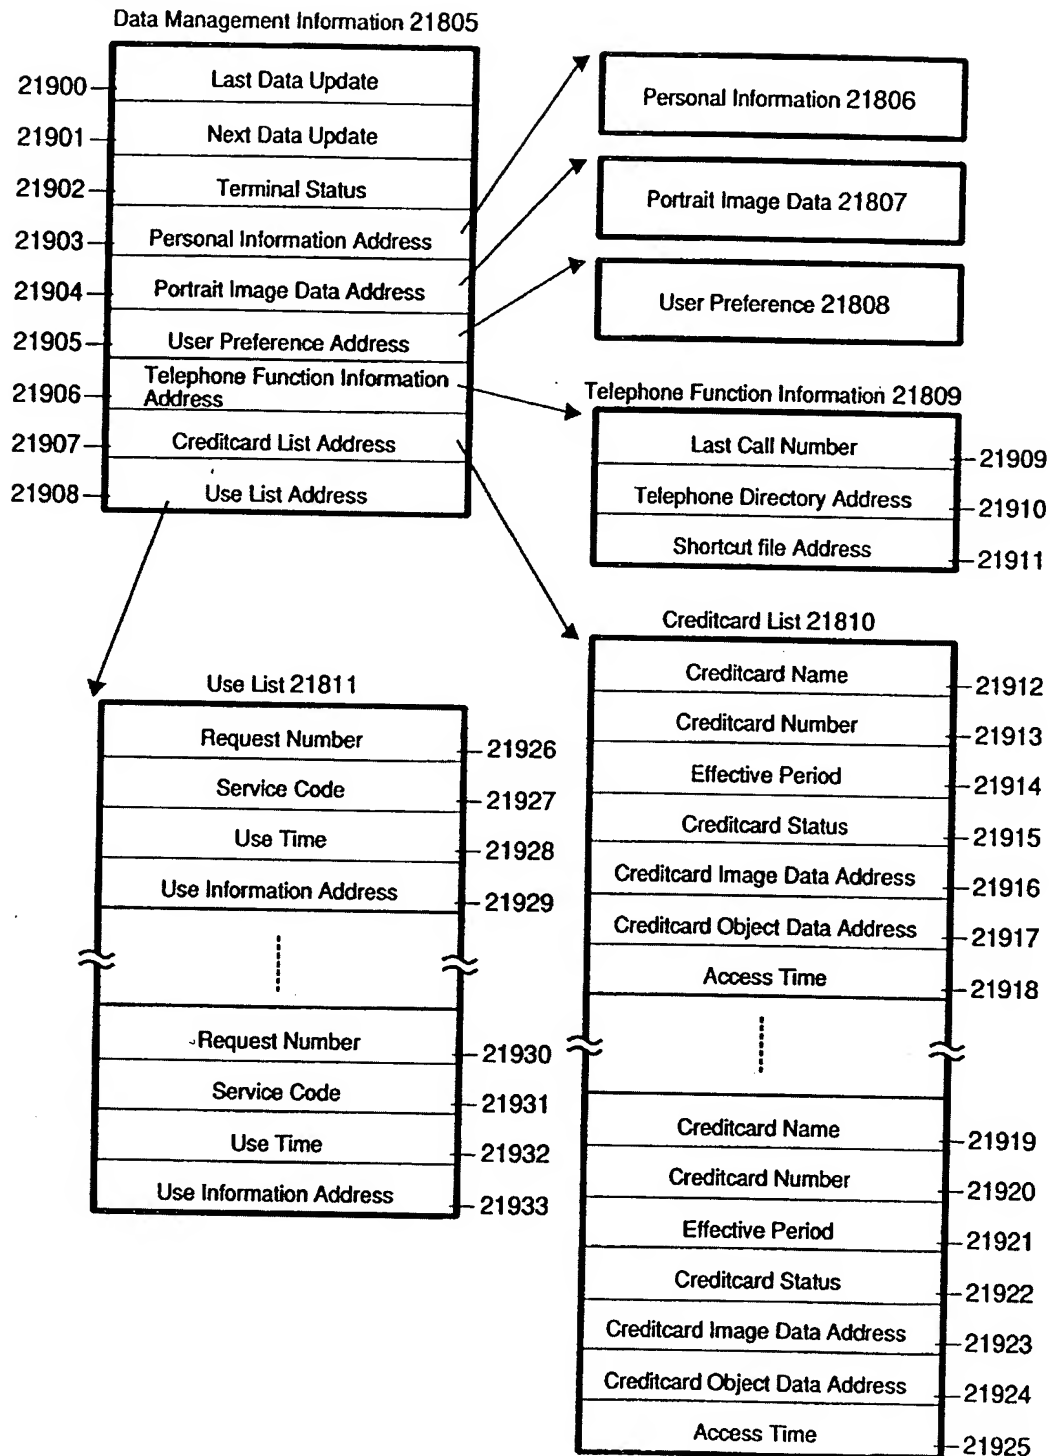 Data Management Information 21805
21900
Last Data Update
21901
Next Data Update
21902
Terminal Status
21903
Personal Information Address
21904
Portrait Image Data Address
21905
User Preference Address
21906
Telephone Function Information
Address
21907
Creditcard List Address
21908
Use List Address
Personal Information 21806
Portrait Image Data 21807
User Preference 21808
Telephone Function Information 21809
Last Call Number
21909
Telephone Directory Address
21910
Shortcut file Address
21911
Use List 21811
Request Number
21926
Service Code
21927
Use Time
21928
Use Information Address
21929
Request Number
21930
Service Code
21931
Use Time
21932
Use Information Address
21933
Creditcard List 21810
Creditcard Name
21912
Creditcard Number
21913
Effective Period
21914
Creditcard Status
21915
Creditcard Image Data Address
21916
Creditcard Object Data Address
21917
Access Time
21918
Creditcard Name
21919
Creditcard Number
21920
Effective Period
21921
Creditcard Status
21922
Creditcard Image Data Address
21923
Creditcard Object Data Address
21924
Access Time
21925